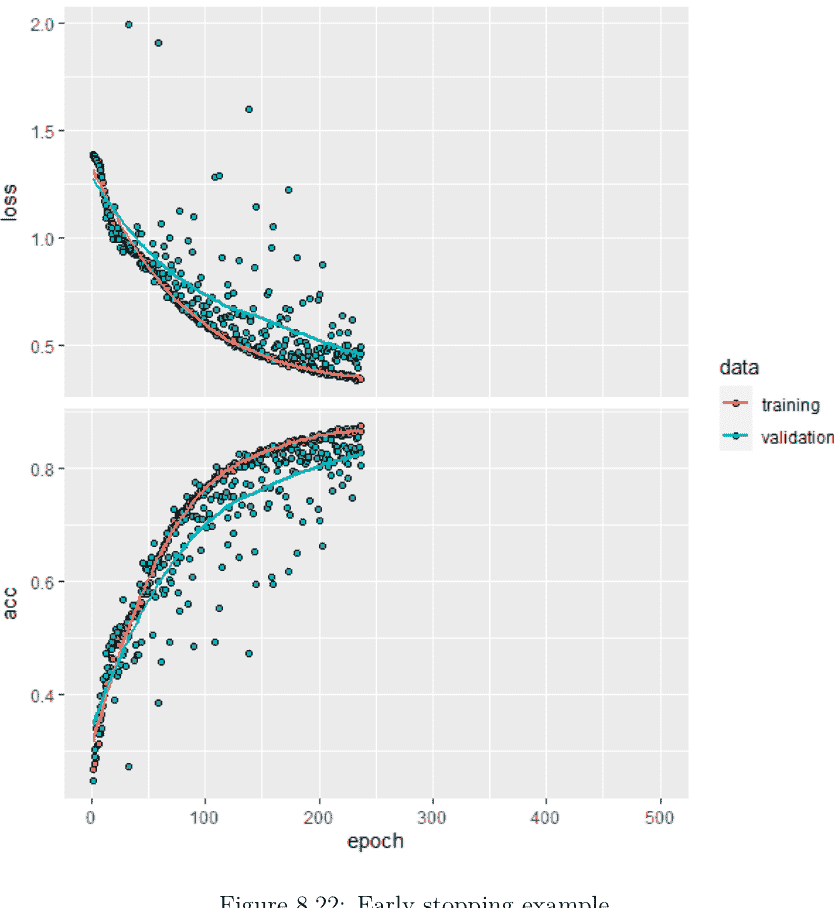 2.0
1.5
1.0
0.5
loss
0.8
0.6
0.4
acc
0 100 200 300 400 500
epoch
data
training
validation
Figure 8.22: Early stopping example